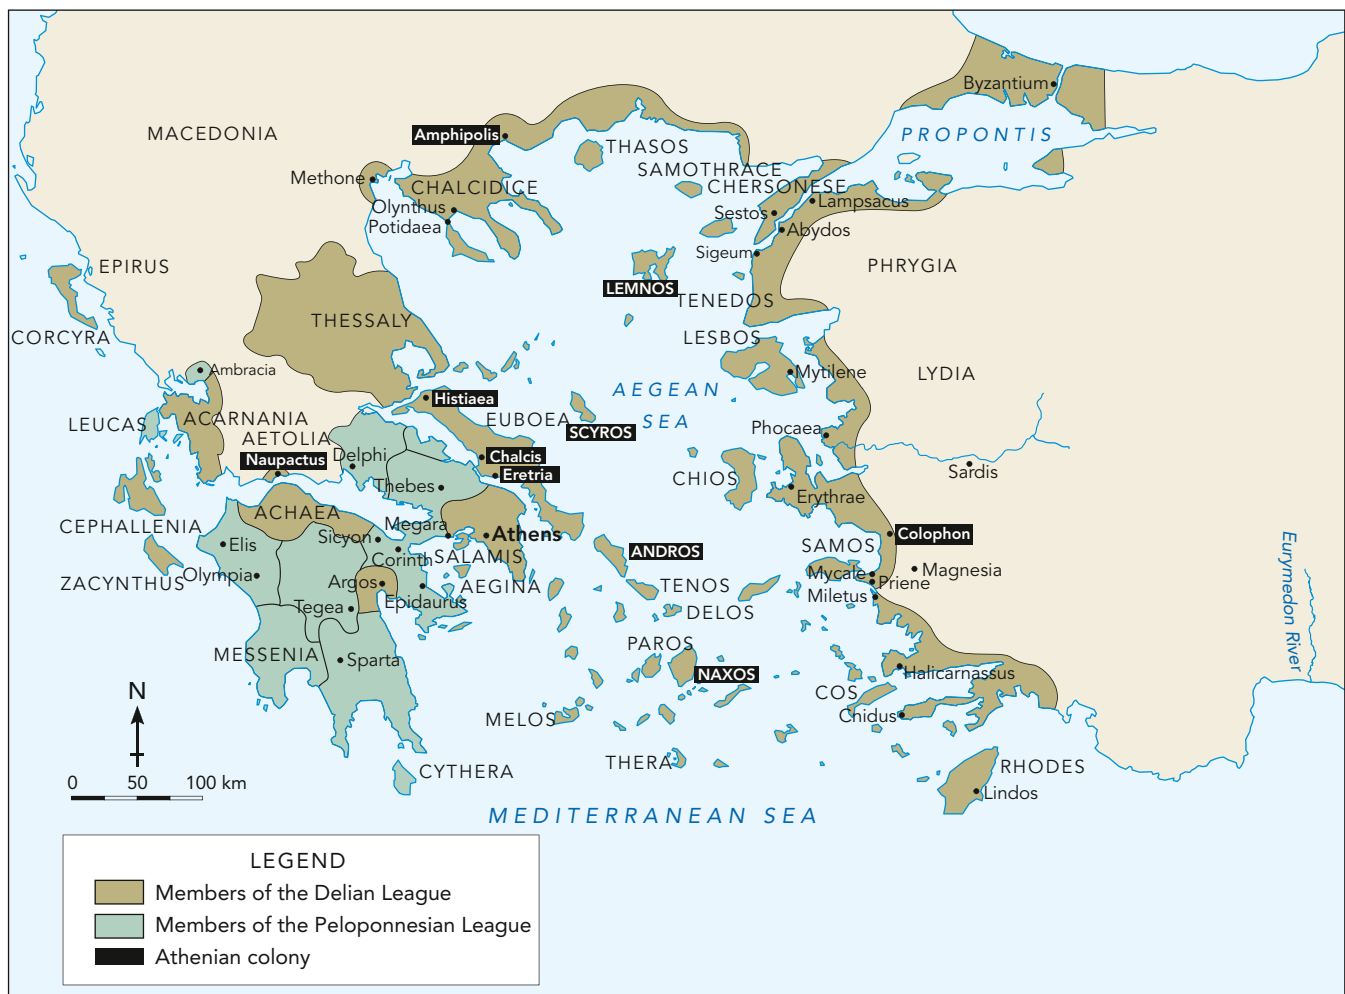 Byzantium
PROPONTIS
MACEDONIA
Amphipolis
THASOS
SAMOTHRACE
Methone
CHALCIDICE
CHERSONESE
Olynthus
Lampsacus
Potidaea
Sestos
Abydos
Sigeum
EPIRUS
PHRYGIA
LEMNOS
TENEDOS
THESSALY
CORCYRA
LESBOS
Ambracia
Mytilene
LYDIA
AEGEAN
SEA
Histiaea
LEUCAS
ACARNANIA
EUBOEA
SCYROS
Phocaea
AETOLIA
Naupactus
Delphi
Chalcis
Eretria
Sardis
Thebes
CHIOS
Erythrae
CEPHALLENIA
ACHAEA
Megara
Athens
Colophon
Elis
Sicyon
Corinth
SALAMIS
ANDROS
SAMOS
Eurymedon River
ZACYNTHUS
Olympia
Argos
AEGINA
TENOS
Mycale
Magnesia
Priene
Epidaurus
Miletus
Tegea
DELOS
MESSENIA
Sparta
PAROS
NAXOS
Halicarnassus
N
COS
Chidus
MELOS
THERA
CYTHERA
RHODES
Lindos
0 50 100 km
MEDITERRANEAN SEA
LEGEND
Members of the Delian League
Members of the Peloponnesian League
Athenian colony